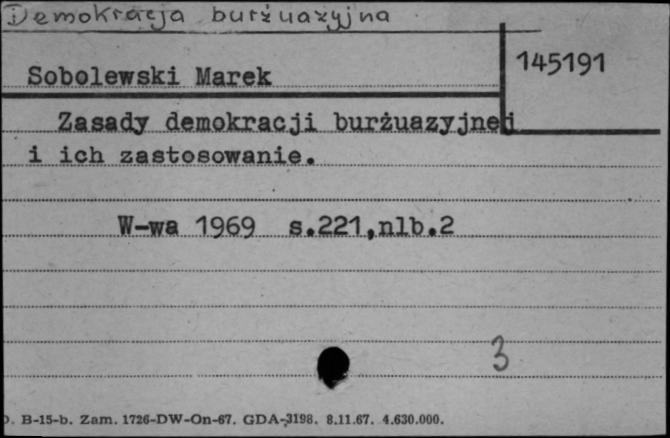 Demokracja burżuazyjna
145191
Sobolewski Marek
Zasady demokracji burżuazyjnej
i ich zastosowanie.
W-wa 1969 s.221,nlb.2
3
B-15-b. Zam. 1726-DW-On-67. GDA-3198. 8.11.67. 4.630.000.